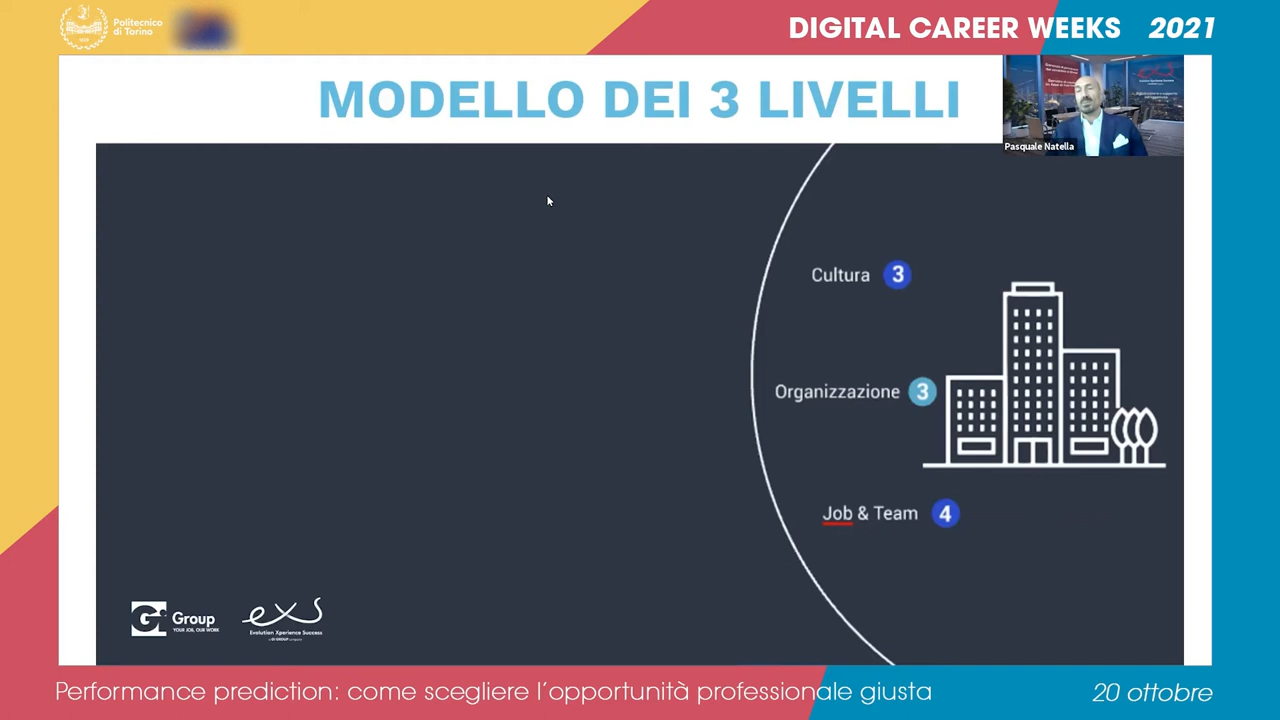 Politecnico
di Torino
DIGITAL CAREER WEEKS 2021
MODELLO DEI 3 LIVELLI
Pasquale Natella
Cultura 3
Organizzazione 3
Job & Team 4
Gi Group
YOUR JOB, OUR WORK
exs
Evolution Xperience Success
Performance prediction: come scegliere l'opportunità professionale giusta
20 ottobre